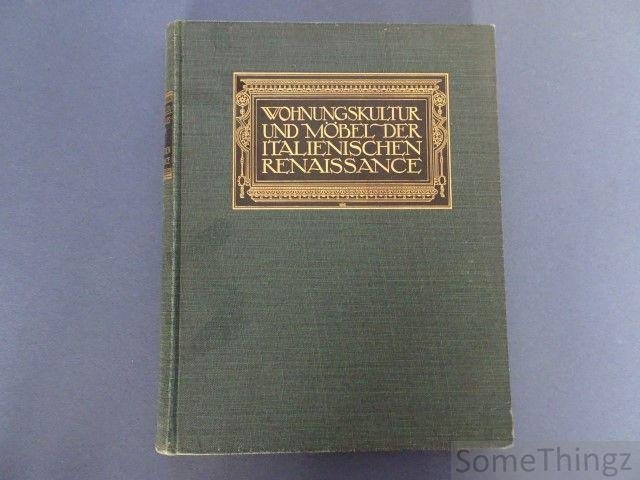 WOHNUNGSKULTUR
UND MÖBEL DER
ITALIENISCHEN
RENAISSANCE
SomeThingz